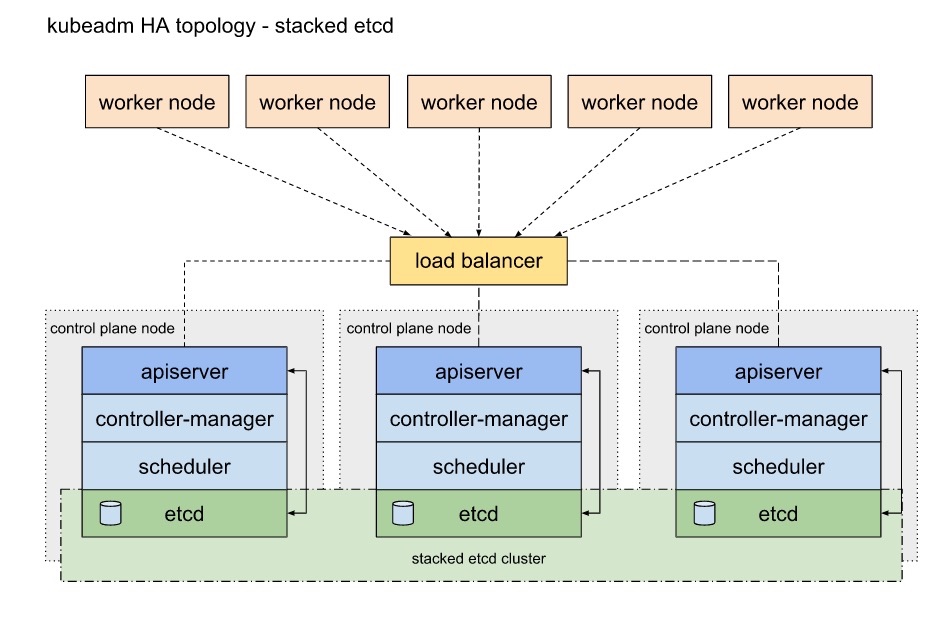 kubeadm HA topology - stacked etcd
worker node
worker node
worker node
worker node
worker node
load balancer
control plane node
control plane node
control plane node
apiserver
apiserver
apiserver
controller-manager
controller-manager
controller-manager
scheduler
scheduler
scheduler
etcd
etcd
etcd
stacked etcd cluster